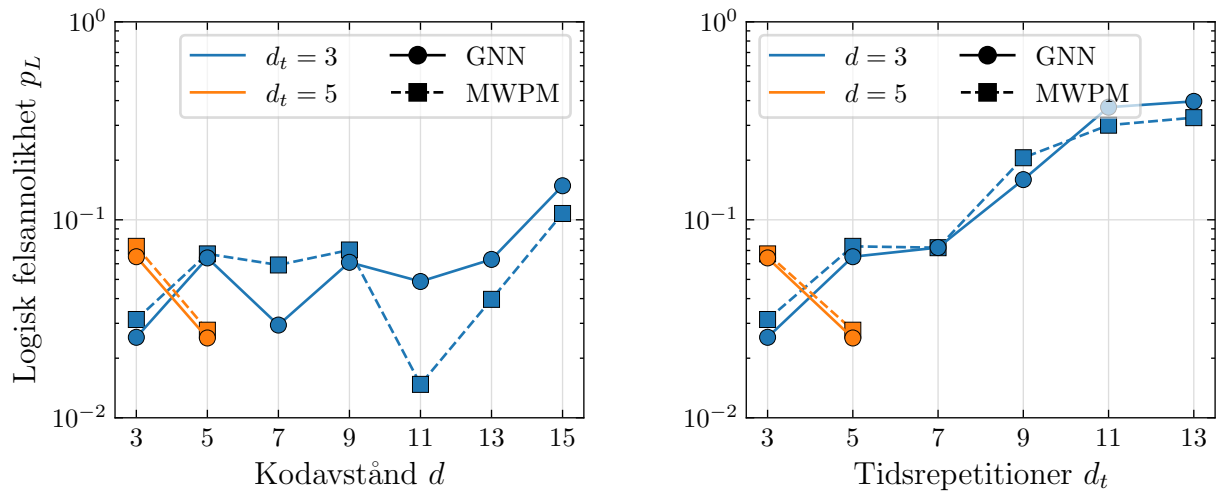 Logisk felsannolikhet p_L
10^0
10^{-1}
10^{-2}
d_t = 3
d_t = 5
GNN
MWPM
3 5 7 9 11 13 15
Kodavstånd d
10^0
10^{-1}
10^{-2}
d = 3
d = 5
GNN
MWPM
3 5 7 9 11 13
Tidsrepetitioner d_t